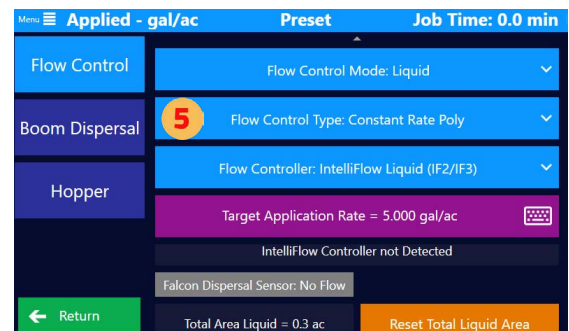 Menu Applied - gal/ac Preset Job Time: 0.0 min
Flow Control
Flow Control Mode: Liquid
Boom Dispersal
5 Flow Control Type: Constant Rate Poly
Flow Controller: IntelliFlow Liquid (IF2/IF3)
Hopper
Target Application Rate = 5.000 gal/ac
IntelliFlow Controller not Detected
Falcon Dispersal Sensor: No Flow
Return
Total Area Liquid = 0.3 ac
Reset Total Liquid Area